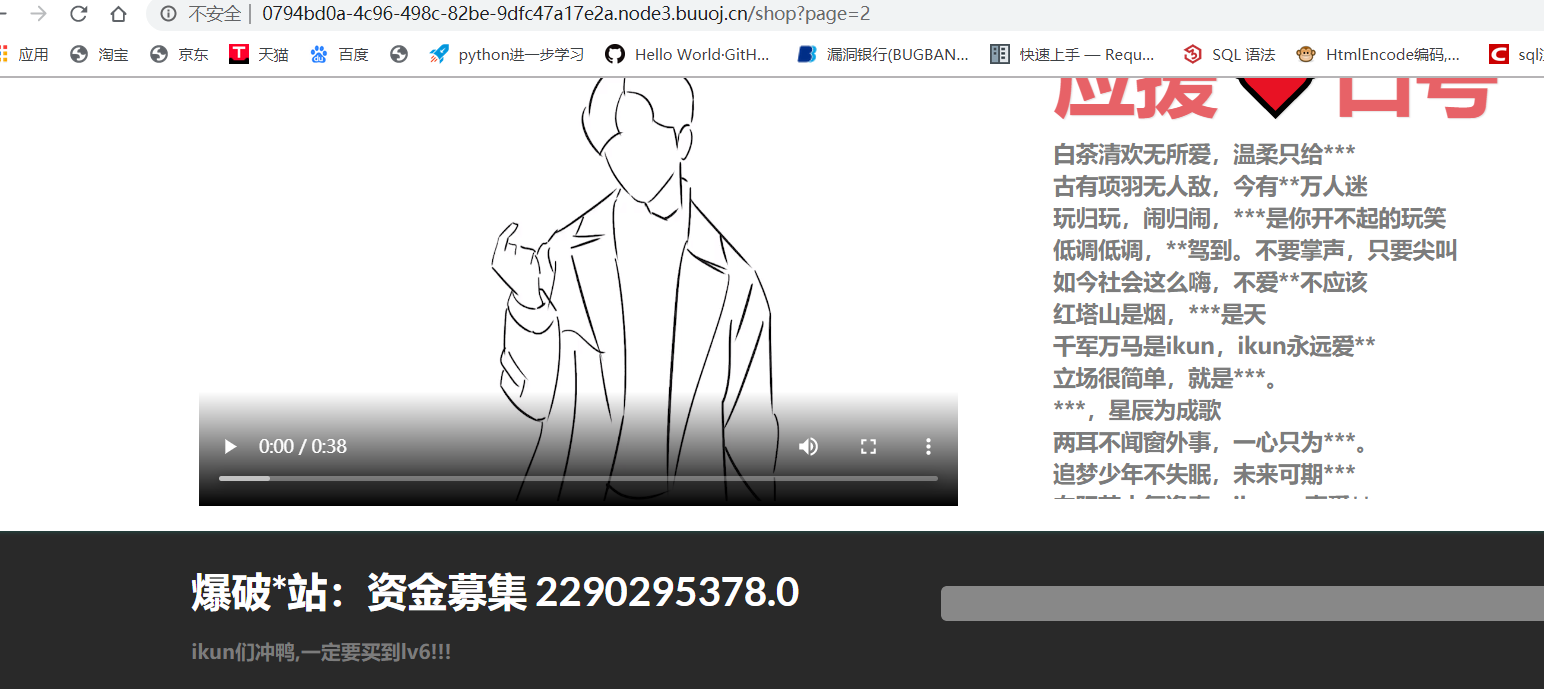 不安全 | 0794bd0a-4c96-498c-82be-9dfc47a17e2a.node3.buuoj.cn/shop?page=2
应用 淘宝 京东 T 天猫 百度 python进一步学习 Hello World·GitH... 漏洞银行(BUGBAN... 快速上手 — Requ... SQL 语法 HtmlEncode编码,... C sql
应援 口号
白茶清欢无所爱，温柔只给***
古有项羽无人敌，今有**万人迷
玩归玩，闹归闹，***是你开不起的玩笑
低调低调，**驾到。不要掌声，只要尖叫
如今社会这么嗨，不爱**不应该
红塔山是烟，***是天
千军万马是ikun，ikun永远爱**
立场很简单，就是***。
***，星辰为成歌
两耳不闻窗外事，一心只为***。
追梦少年不失眠，未来可期***
0:00 / 0:38
爆破*站：资金募集 2290295378.0
ikun们冲鸭,一定要买到lv6!!!